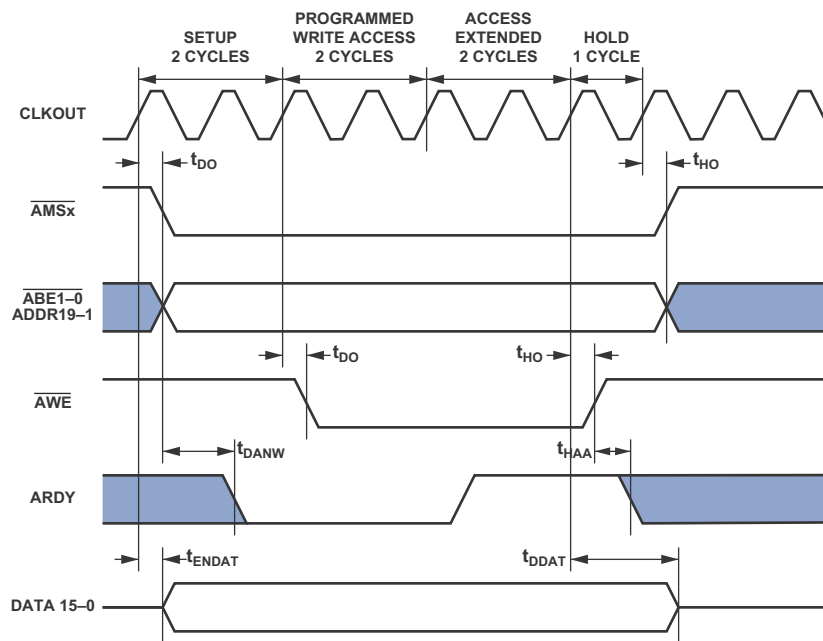 SETUP
2 CYCLES
PROGRAMMED
WRITE ACCESS
2 CYCLES
ACCESS
EXTENDED
2 CYCLES
HOLD
1 CYCLE
CLKOUT
tDO
tHO
AMSx
ABE1–0
ADDR19–1
tDO
tHO
AWE
tDANW
tHAA
ARDY
tENDAT
tDDAT
DATA 15–0